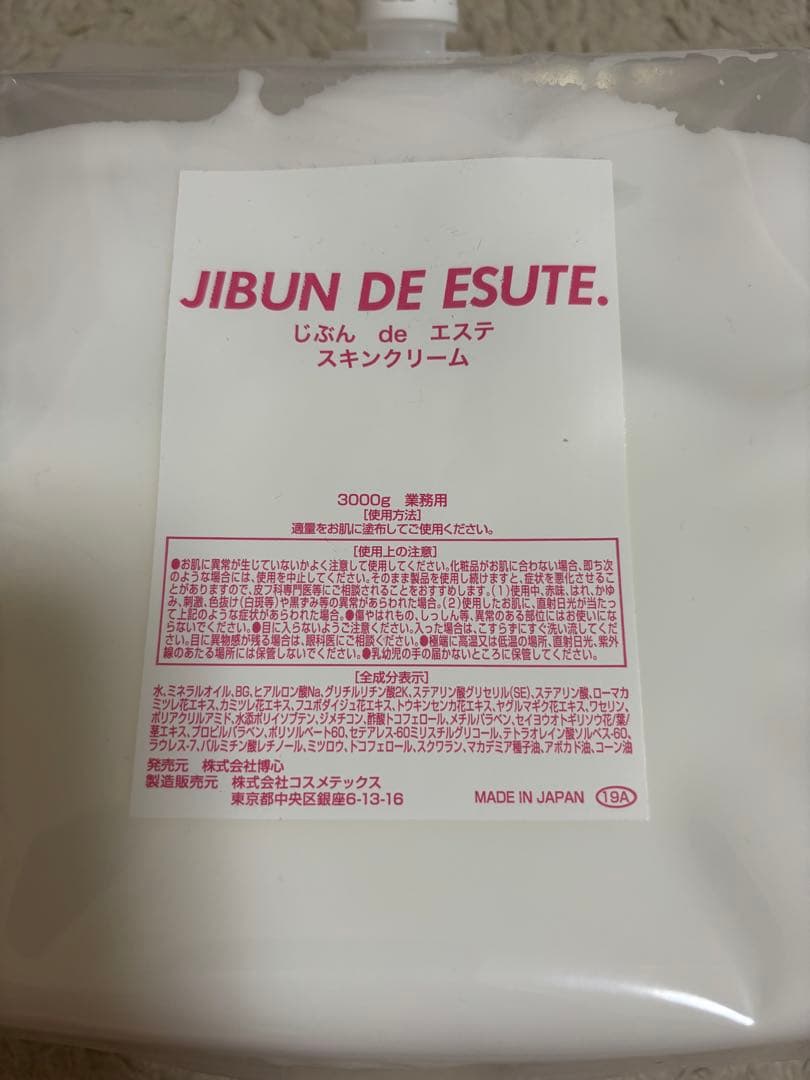 JIBUN DE ESUTE.
じぶん de エステ
スキンクリーム
3000g 業務用
[使用方法]
適量をお肌に塗布してご使用ください。
[使用上の注意]
●お肌に異常が生じていないかよく注意して使用してください。化粧品がお肌に合わない場合、即ち次
のような場合には、使用を中止してください。そのまま製品を使用し続けますと、症状を悪化させるこ
とがありますので、皮フ科専門医等にご相談されることをおすすめします。(1)使用中、赤味、はれ、かゆ
み、刺激、色抜け(白斑等)や黒ずみ等の異常があらわれた場合。(2)使用したお肌に、直射日光が当たっ
て上記のような症状があらわれた場合。●傷やはれもの、しっしん等、異常のある部位にはお使いにな
らないでください。●目に入らないようご注意ください。入った場合は、こすらずにすぐ洗い流してくだ
さい。目に異物感が残る場合は、眼科医にご相談ください。●極端に高温又は低温の場所、直射日光、紫外
線のあたる場所には保管しないでください。●乳幼児の手の届かないところに保管してください。
[全成分表示]
水、ミネラルオイル、BG、ヒアルロン酸Na、グリチルリチン酸2K、ステアリン酸グリセリル(SE)、ステアリン酸、ローマカ
ミツレ花エキス、カミツレ花エキス、フユボダイジュ花エキス、トウキンセンカ花エキス、ヤグルマギク花エキス、ワセリン、
ポリアクリルアミド、水添ポリイソブテン、ジメチコン、酢酸トコフェロール、メチルパラベン、セイヨウオトギリソウ花/葉/
茎エキス、プロピルパラベン、ポリソルベート60、セテアレス-60ミリスチルグリコール、テトラオレイン酸ソルベス-60、
ラウレス-7、パルミチン酸レチノール、ミツロウ、トコフェロール、スクワラン、マカデミア種子油、アボカド油、コーン油
発売元 株式会社博心
製造販売元 株式会社コスメテックス
東京都中央区銀座6-13-16 MADE IN JAPAN 19A